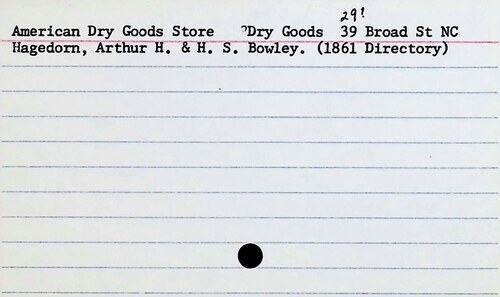 29?
American Dry Goods Store ?Dry Goods 39 Broad St NC
Hagedorn, Arthur H. & H. S. Bowley. (1861 Directory)